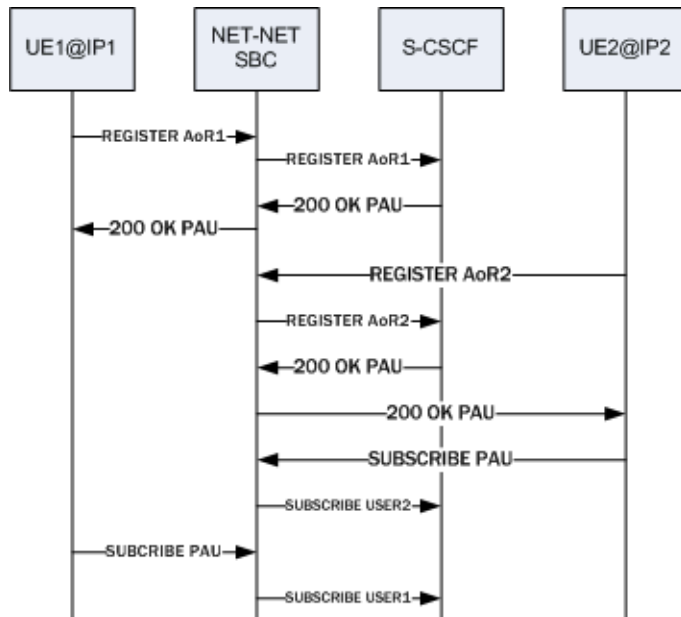 UE1@IP1
NET-NET
SBC
S-CSCF
UE2@IP2
REGISTER AoR1
REGISTER AoR1
200 OK PAU
200 OK PAU
REGISTER AoR2
REGISTER AoR2
200 OK PAU
200 OK PAU
SUBSCRIBE PAU
SUBSCRIBE USER2
SUBCRIBE PAU
SUBSCRIBE USER1